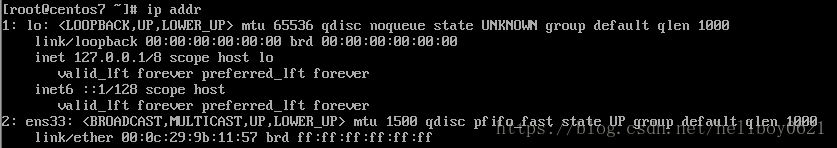 [root@centos7 ~]# ip addr
1: lo: <LOOPBACK,UP,LOWER_UP> mtu 65536 qdisc noqueue state UNKNOWN group default qlen 1000
link/loopback 00:00:00:00:00:00 brd 00:00:00:00:00:00
inet 127.0.0.1/8 scope host lo
valid_lft forever preferred_lft forever
inet6 ::1/128 scope host
valid_lft forever preferred_lft forever
2: ens33: <BROADCAST,MULTICAST,UP,LOWER_UP> mtu 1500 qdisc pfifo_fast state UP group default qlen 1000
link/ether 00:0c:29:9b:11:57 brd ff:ff:ff:ff:ff:ff
https://blog.csdn.net/hellboy0621